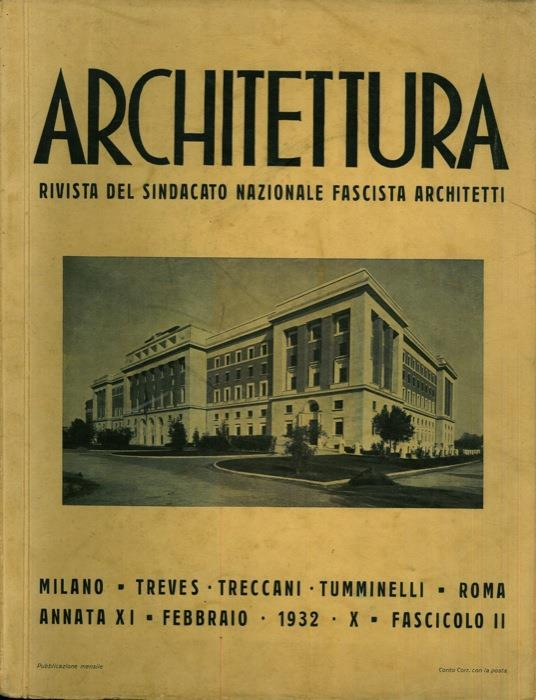 ARCHITETTURA
RIVISTA DEL SINDACATO NAZIONALE FASCISTA ARCHITETTI
MILANO ▪ TREVES · TRECCANI · TUMMINELLI ▪ ROMA
ANNATA XI ▪ FEBBRAIO · 1932 · X ▪ FASCICOLO II
Pubblicazione mensile
Conto Corr. con la posta